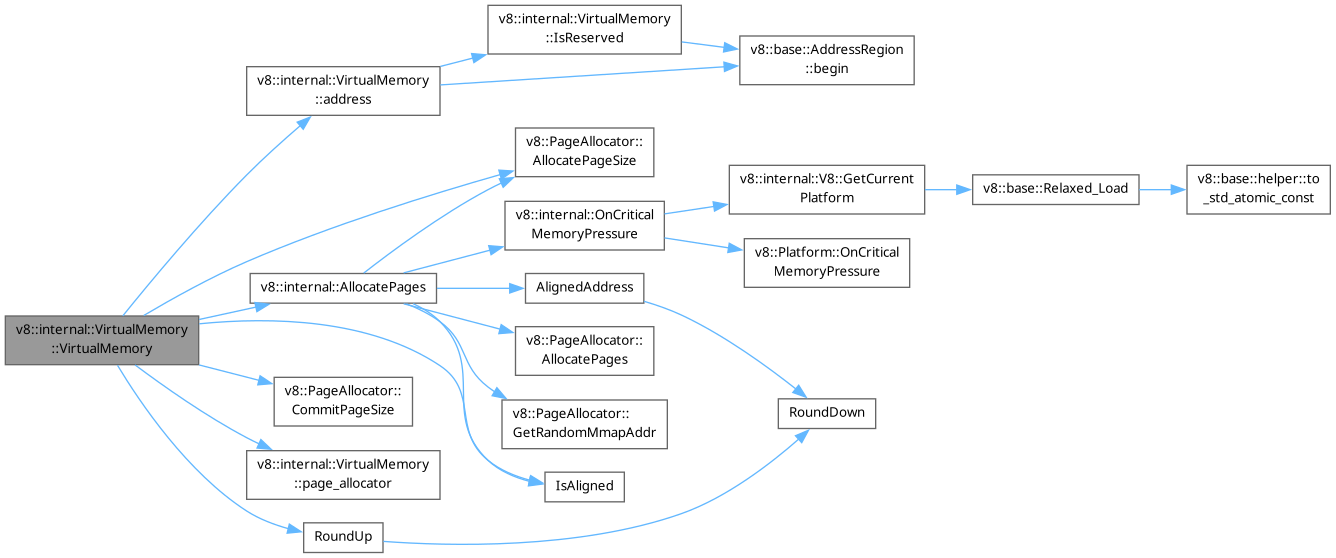 v8::internal::VirtualMemory
::VirtualMemory
v8::internal::VirtualMemory
::address
v8::internal::VirtualMemory
::IsReserved
v8::base::AddressRegion
::begin
v8::PageAllocator::
AllocatePageSize
v8::internal::AllocatePages
v8::internal::OnCritical
MemoryPressure
v8::internal::V8::GetCurrent
Platform
v8::base::Relaxed_Load
v8::base::helper::to
_std_atomic_const
v8::Platform::OnCritical
MemoryPressure
AlignedAddress
v8::PageAllocator::
AllocatePages
v8::PageAllocator::
GetRandomMmapAddr
RoundDown
IsAligned
v8::PageAllocator::
CommitPageSize
v8::internal::VirtualMemory
::page_allocator
RoundUp